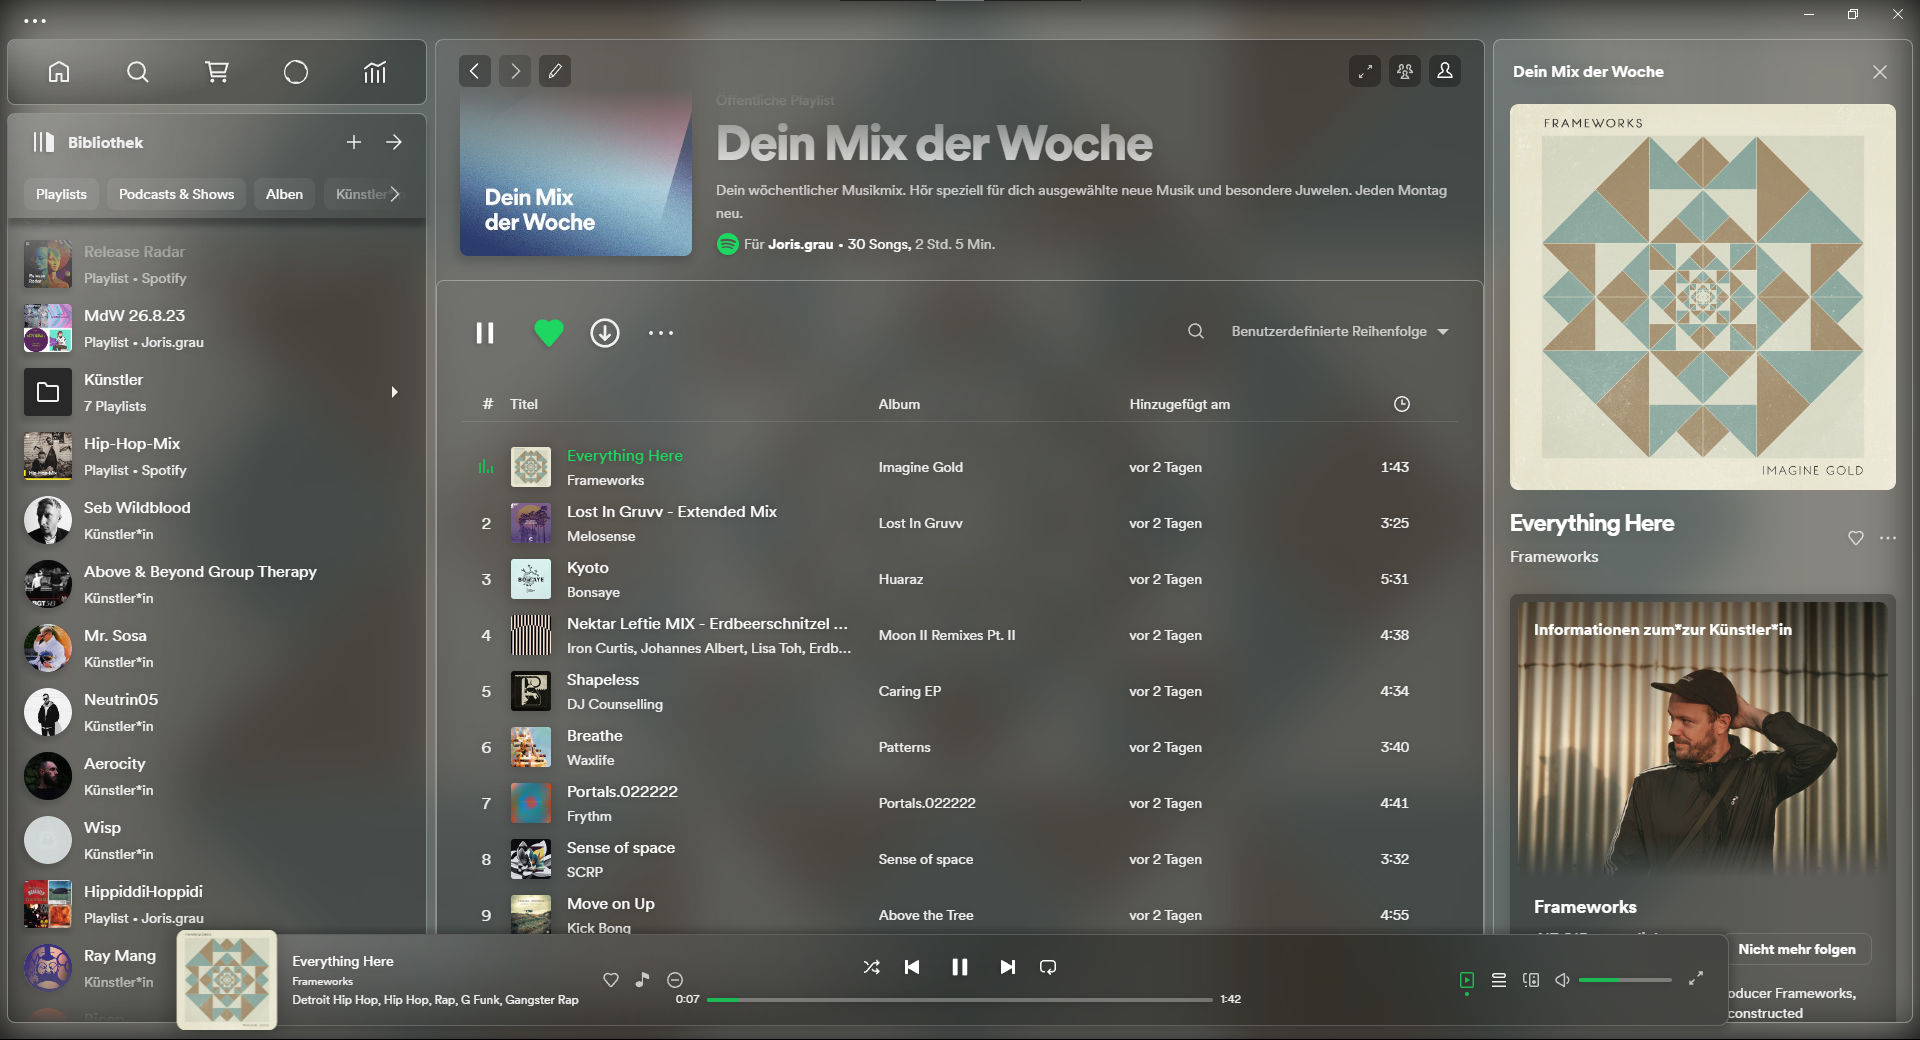 Bibliothek
Playlists
Podcasts & Shows
Alben
Künstler
Release Radar
Playlist • Spotify
MdW 26.8.23
Playlist • Joris.grau
Künstler
7 Playlists
Hip-Hop-Mix
Playlist • Spotify
Seb Wildblood
Künstler*in
Above & Beyond Group Therapy
Künstler*in
Mr. Sosa
Künstler*in
Neutrin05
Künstler*in
Aerocity
Künstler*in
Wisp
Künstler*in
HippiddiHoppidi
Playlist • Joris.grau
Ray Mang
Künstler*in
Öffentliche Playlist
Dein Mix der Woche
Dein Mix
der Woche
Dein wöchentlicher Musikmix. Hör speziell für dich ausgewählte neue Musik und besondere Juwelen. Jeden Montag
neu.
Für Joris.grau • 30 Songs, 2 Std. 5 Min.
Benutzerdefinierte Reihenfolge
# Titel Album Hinzugefügt am
Everything Here
Frameworks
Imagine Gold vor 2 Tagen 1:43
2 Lost In Gruvv - Extended Mix
Melosense
Lost In Gruvv vor 2 Tagen 3:25
3 Kyoto
Bonsaye
Huaraz vor 2 Tagen 5:31
4 Nektar Leftie MIX - Erdbeerschnitzel ...
Iron Curtis, Johannes Albert, Lisa Toh, Erdb...
Moon II Remixes Pt. II vor 2 Tagen 4:38
5 Shapeless
DJ Counselling
Caring EP vor 2 Tagen 4:34
6 Breathe
Waxlife
Patterns vor 2 Tagen 3:40
7 Portals.022222
Frythm
Portals.022222 vor 2 Tagen 4:41
8 Sense of space
SCRP
Sense of space vor 2 Tagen 3:32
9 Move on Up
Kick Bong
Above the Tree vor 2 Tagen 4:55
Dein Mix der Woche
FRAMEWORKS
IMAGINE GOLD
Everything Here
Frameworks
Informationen zum*zur Künstler*in
Frameworks
Nicht mehr folgen
oducer Frameworks,
constructed
Everything Here
Frameworks
Detroit Hip Hop, Hip Hop, Rap, G Funk, Gangster Rap
0:07
1:42